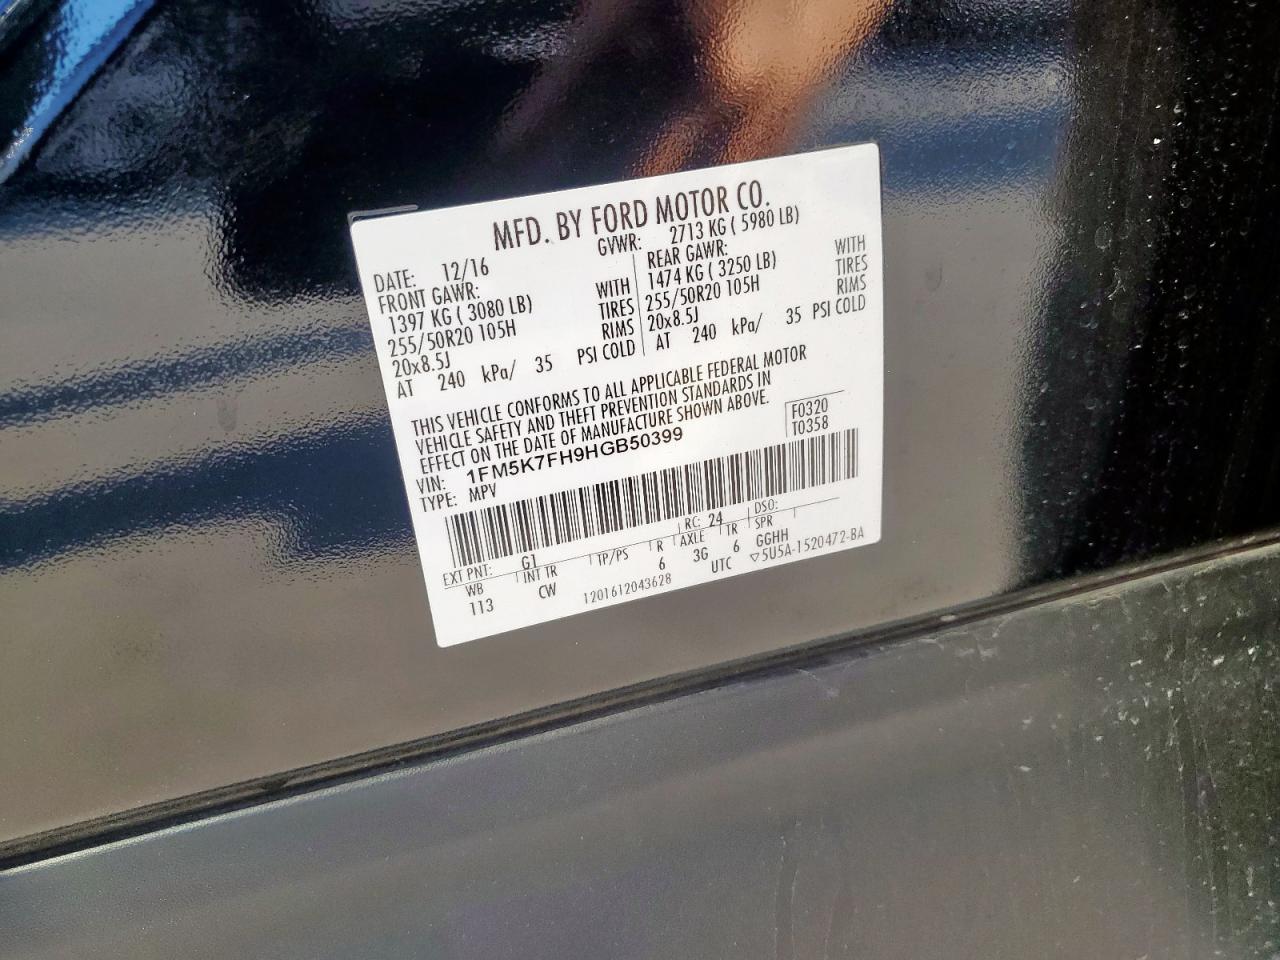 MFD. BY FORD MOTOR CO.
DATE: 12/16 GVWR: 2713 KG ( 5980 LB)
FRONT GAWR: REAR GAWR:
1397 KG ( 3080 LB) WITH 1474 KG ( 3250 LB) WITH
255/50R20 105H TIRES 255/50R20 105H TIRES
20x8.5J RIMS 20x8.5J RIMS
AT 240 kPa/ 35 PSI COLD AT 240 kPa/ 35 PSI COLD
THIS VEHICLE CONFORMS TO ALL APPLICABLE FEDERAL MOTOR
VEHICLE SAFETY AND THEFT PREVENTION STANDARDS IN
EFFECT ON THE DATE OF MANUFACTURE SHOWN ABOVE.
VIN: 1FM5K7FH9HGB50399 F0320
TYPE: MPV T0358
EXT PNT: G1 RC: 24 DSO:
WB INT TR TP/PS R AXLE TR SPR
113 CW 6 3G 6 GGHH
1201612043628 UTC ▽5U5A-1520472-BA